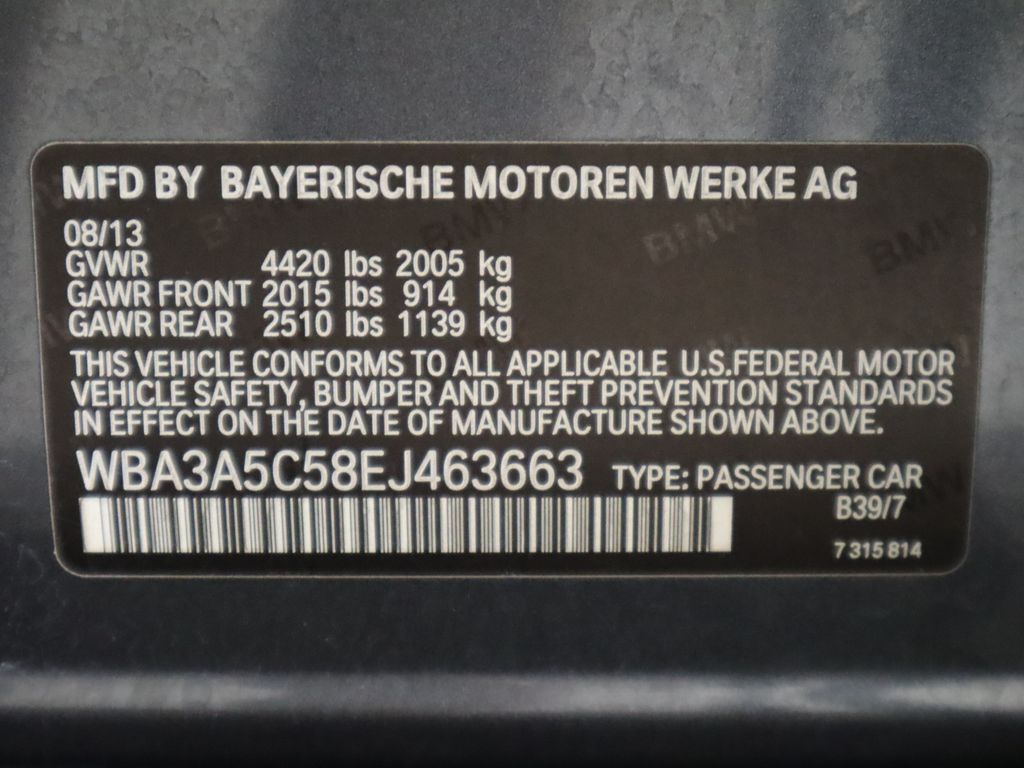 MFD BY BAYERISCHE MOTOREN WERKE AG
08/13
GVWR 4420 lbs 2005 kg
GAWR FRONT 2015 lbs 914 kg
GAWR REAR 2510 lbs 1139 kg
THIS VEHICLE CONFORMS TO ALL APPLICABLE U.S.FEDERAL MOTOR
VEHICLE SAFETY, BUMPER AND THEFT PREVENTION STANDARDS
IN EFFECT ON THE DATE OF MANUFACTURE SHOWN ABOVE.
WBA3A5C58EJ463663 TYPE: PASSENGER CAR
B39/7
7 315 814